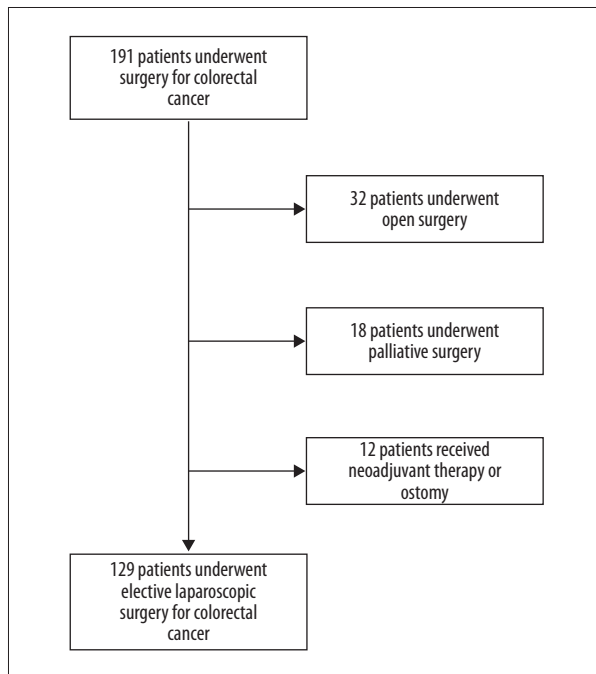 191 patients underwent
surgery for colorectal
cancer
32 patients underwent
open surgery
18 patients underwent
palliative surgery
12 patients received
neoadjuvant therapy or
ostomy
129 patients underwent
elective laparoscopic
surgery for colorectal
cancer